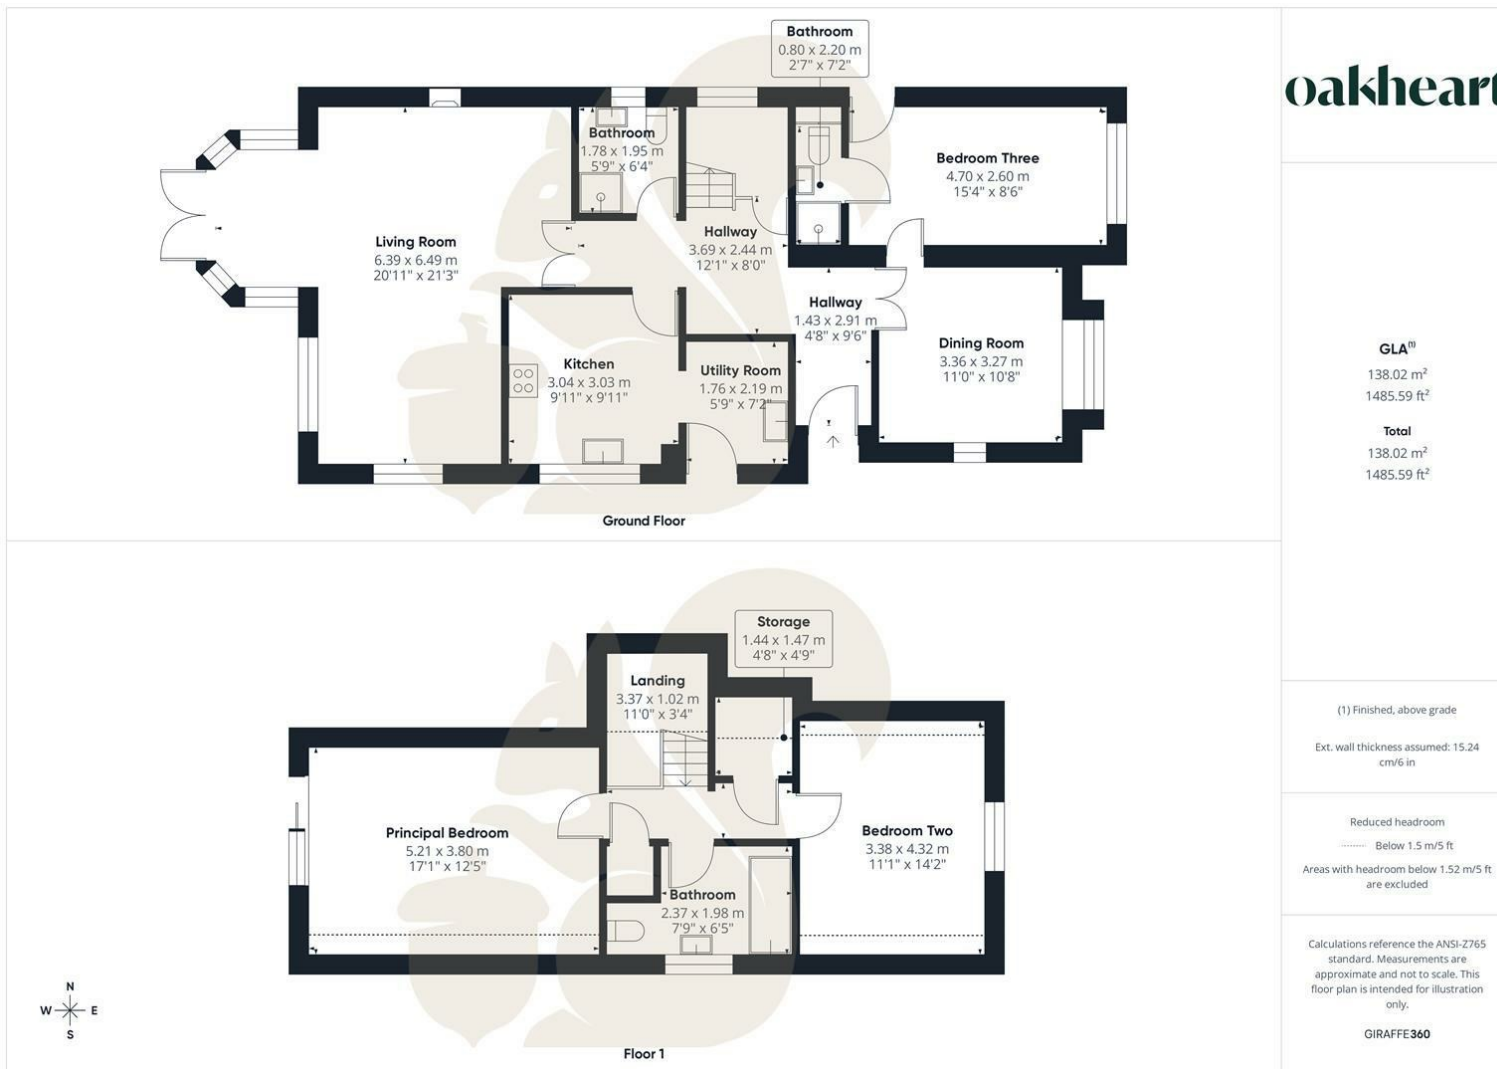 Bathroom
0.80 x 2.20 m
2'7" x 7'2"
Bathroom
1.78 x 1.95 m
5'9" x 6'4"
Bedroom Three
4.70 x 2.60 m
15'4" x 8'6"
Living Room
6.39 x 6.49 m
20'11" x 21'3"
Hallway
3.69 x 2.44 m
12'1" x 8'0"
Hallway
1.43 x 2.91 m
4'8" x 9'6"
Dining Room
3.36 x 3.27 m
11'0" x 10'8"
Kitchen
3.04 x 3.03 m
9'11" x 9'11"
Utility Room
1.76 x 2.19 m
5'9" x 7'2"
Ground Floor
Storage
1.44 x 1.47 m
4'8" x 4'9"
Landing
3.37 x 1.02 m
11'0" x 3'4"
Principal Bedroom
5.21 x 3.80 m
17'1" x 12'5"
Bedroom Two
3.38 x 4.32 m
11'1" x 14'2"
Bathroom
2.37 x 1.98 m
7'9" x 6'5"
N
W E
S
Floor 1
oakheart
GLA⁽¹⁾
138.02 m²
1485.59 ft²
Total
138.02 m²
1485.59 ft²
(1) Finished, above grade
Ext. wall thickness assumed: 15.24
cm/6 in
Reduced headroom
Below 1.5 m/5 ft
Areas with headroom below 1.52 m/5 ft
are excluded
Calculations reference the ANSI-Z765
standard. Measurements are
approximate and not to scale. This
floor plan is intended for illustration
only.
GIRAFFE360